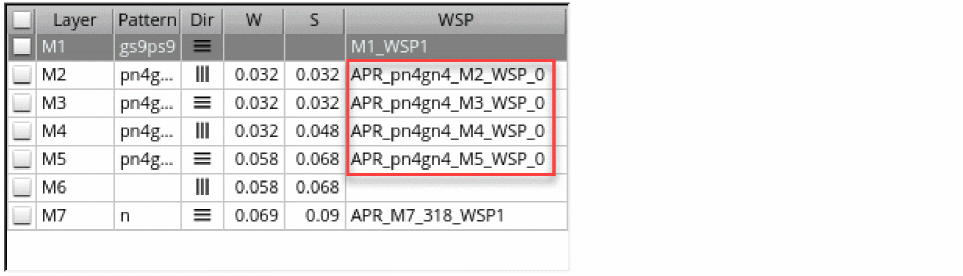 Layer Pattern Dir W S WSP
M1 gs9ps9 M1_WSP1
M2 pn4g... 0.032 0.032 APR_pn4gn4_M2_WSP_0
M3 pn4g... 0.032 0.032 APR_pn4gn4_M3_WSP_0
M4 pn4g... 0.032 0.048 APR_pn4gn4_M4_WSP_0
M5 pn4g... 0.058 0.068 APR_pn4gn4_M5_WSP_0
M6 0.058 0.068
M7 n 0.069 0.09 APR_M7_318_WSP1